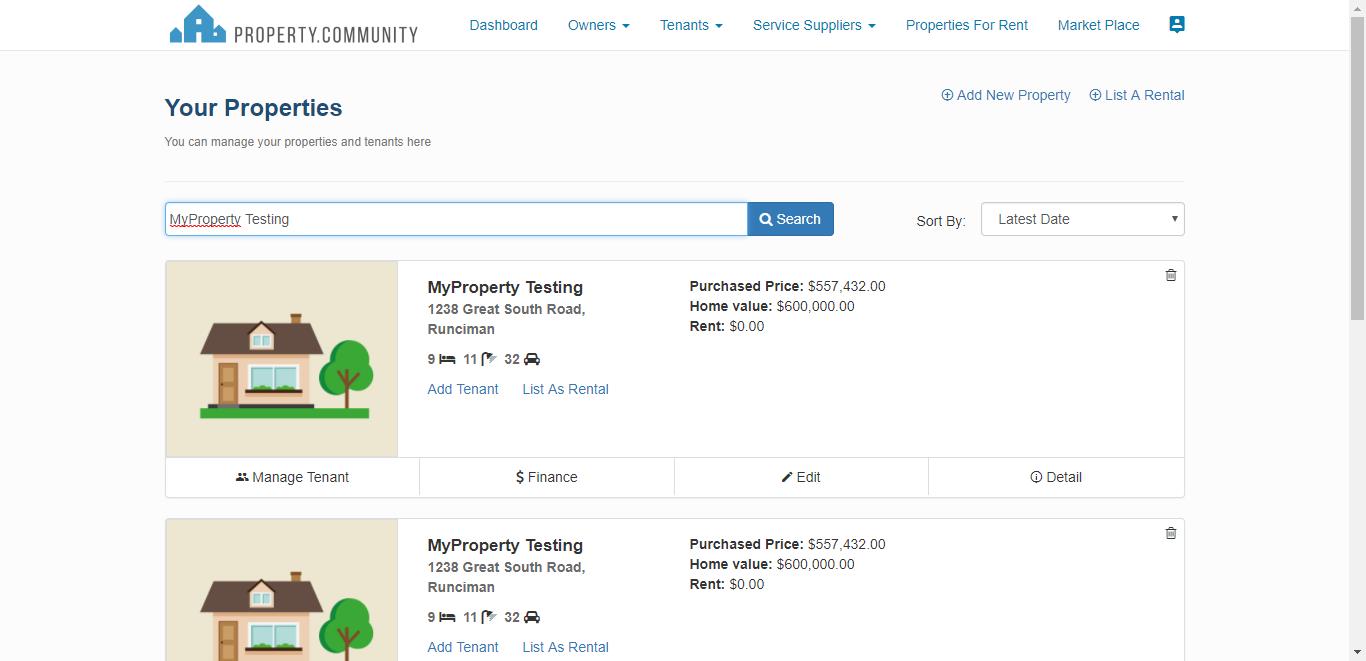 PROPERTY.COMMUNITY Dashboard Owners Tenants Service Suppliers Properties For Rent Market Place
Your Properties
Add New Property List A Rental
You can manage your properties and tenants here
MyProperty Testing Search Sort By: Latest Date
MyProperty Testing
1238 Great South Road,
Runciman
9 11 32
Add Tenant List As Rental
Purchased Price: $557,432.00
Home value: $600,000.00
Rent: $0.00
Manage Tenant $ Finance Edit Detail
MyProperty Testing
1238 Great South Road,
Runciman
9 11 32
Add Tenant List As Rental
Purchased Price: $557,432.00
Home value: $600,000.00
Rent: $0.00